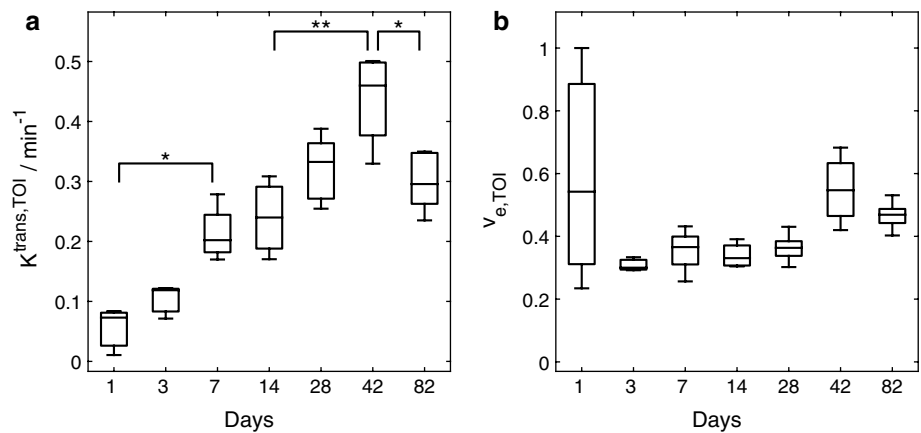 a
**
*
*
0.5
0.4
0.3
0.2
0.1
0
K^trans,TOI / min^-1
1 3 7 14 28 42 82
Days
b
1
0.8
0.6
0.4
0.2
0
v_e,TOI
1 3 7 14 28 42 82
Days